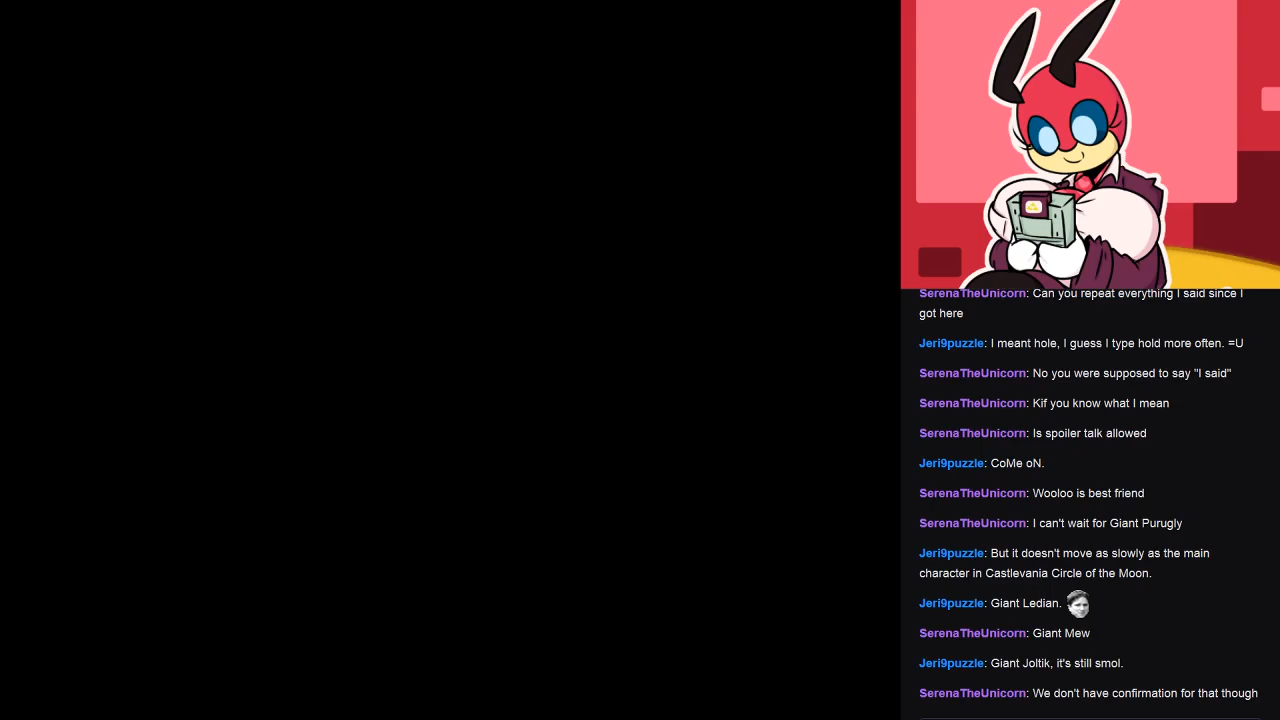 SerenaTheUnicorn: Can you repeat everything I said since I
got here
Jeri9puzzle: I meant hole, I guess I type hold more often. =U
SerenaTheUnicorn: No you were supposed to say "I said"
SerenaTheUnicorn: Kif you know what I mean
SerenaTheUnicorn: Is spoiler talk allowed
Jeri9puzzle: CoMe oN.
SerenaTheUnicorn: Wooloo is best friend
SerenaTheUnicorn: I can't wait for Giant Purugly
Jeri9puzzle: But it doesn't move as slowly as the main
character in Castlevania Circle of the Moon.
Jeri9puzzle: Giant Ledian.
SerenaTheUnicorn: Giant Mew
Jeri9puzzle: Giant Joltik, it's still smol.
SerenaTheUnicorn: We don't have confirmation for that though